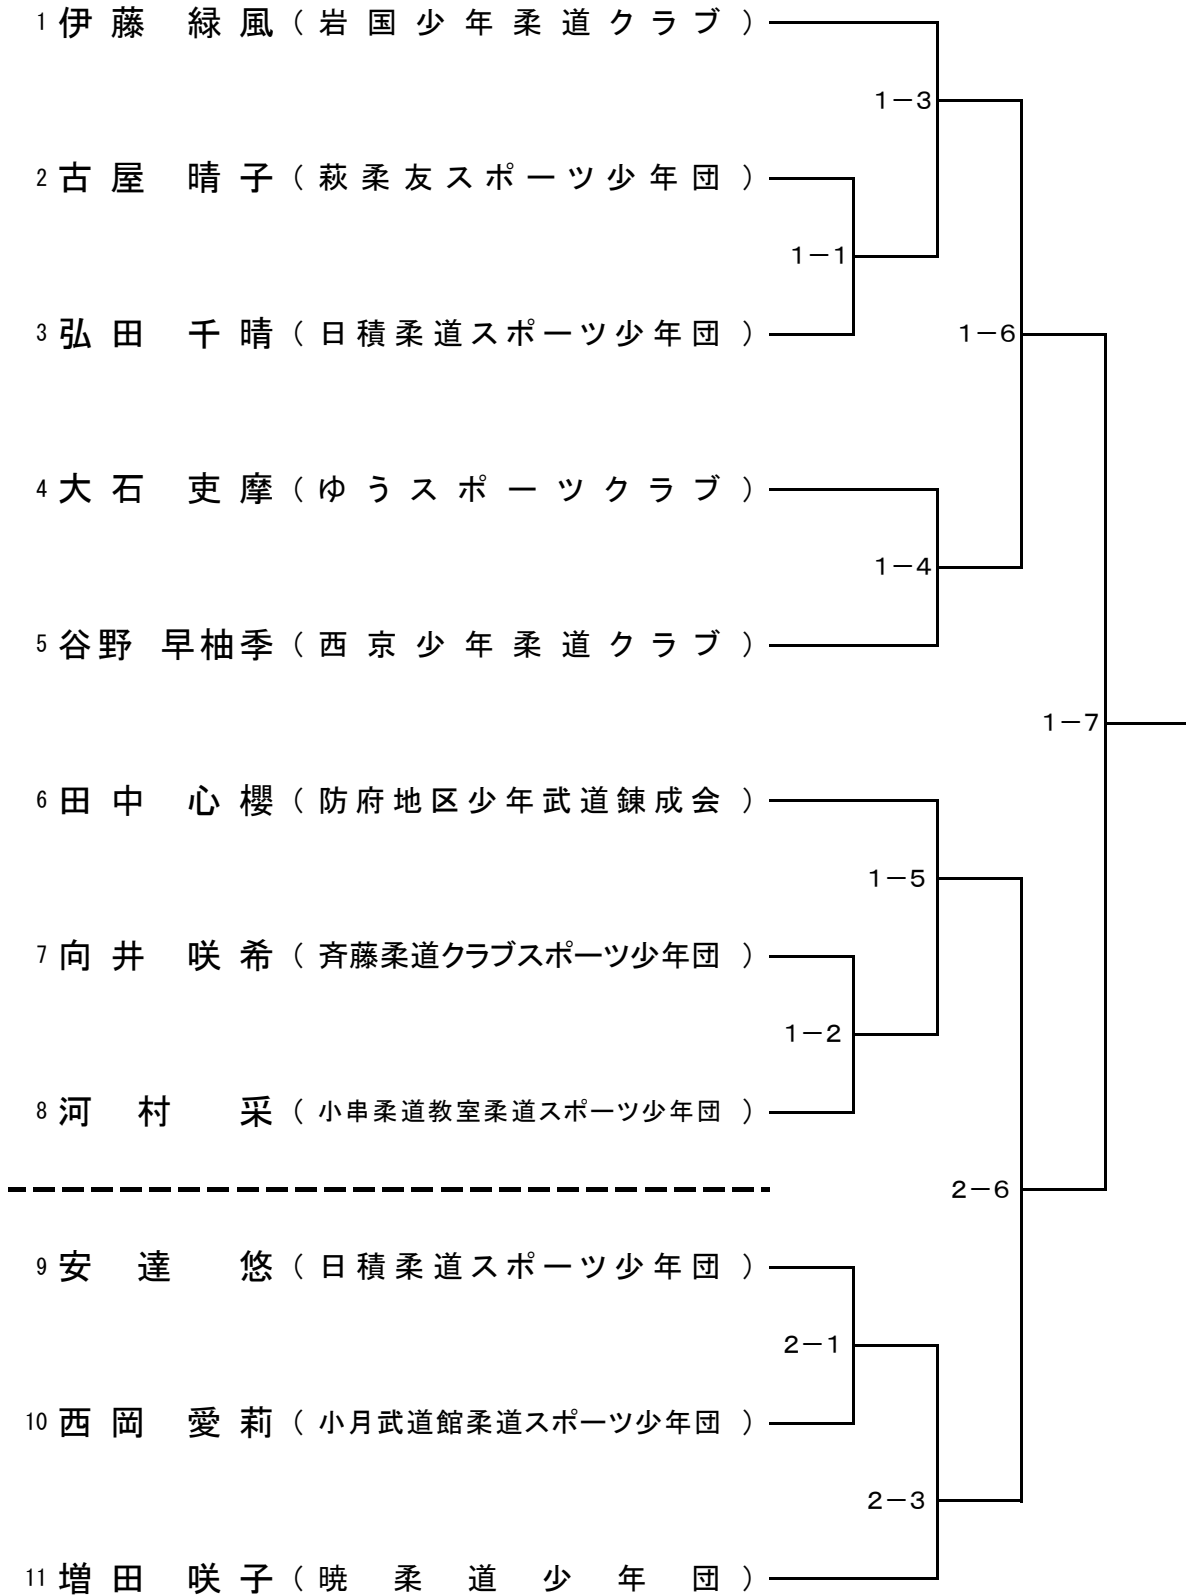 1 伊藤 緑風 (岩国少年柔道クラブ)
1－3
2 古屋 晴子 (萩柔友スポーツ少年団)
1－1
3 弘田 千晴 (日積柔道スポーツ少年団)
1－6
4 大石 吏摩 (ゆうスポーツクラブ)
1－4
5 谷野 早柚季 (西京少年柔道クラブ)
1－7
6 田中 心櫻 (防府地区少年武道錬成会)
1－5
7 向井 咲希 (斉藤柔道クラブスポーツ少年団)
1－2
8 河村 采 (小串柔道教室柔道スポーツ少年団)
2－6
9 安達 悠 (日積柔道スポーツ少年団)
2－1
10 西岡 愛莉 (小月武道館柔道スポーツ少年団)
2－3
11 増田 咲子 (暁柔道少年団)